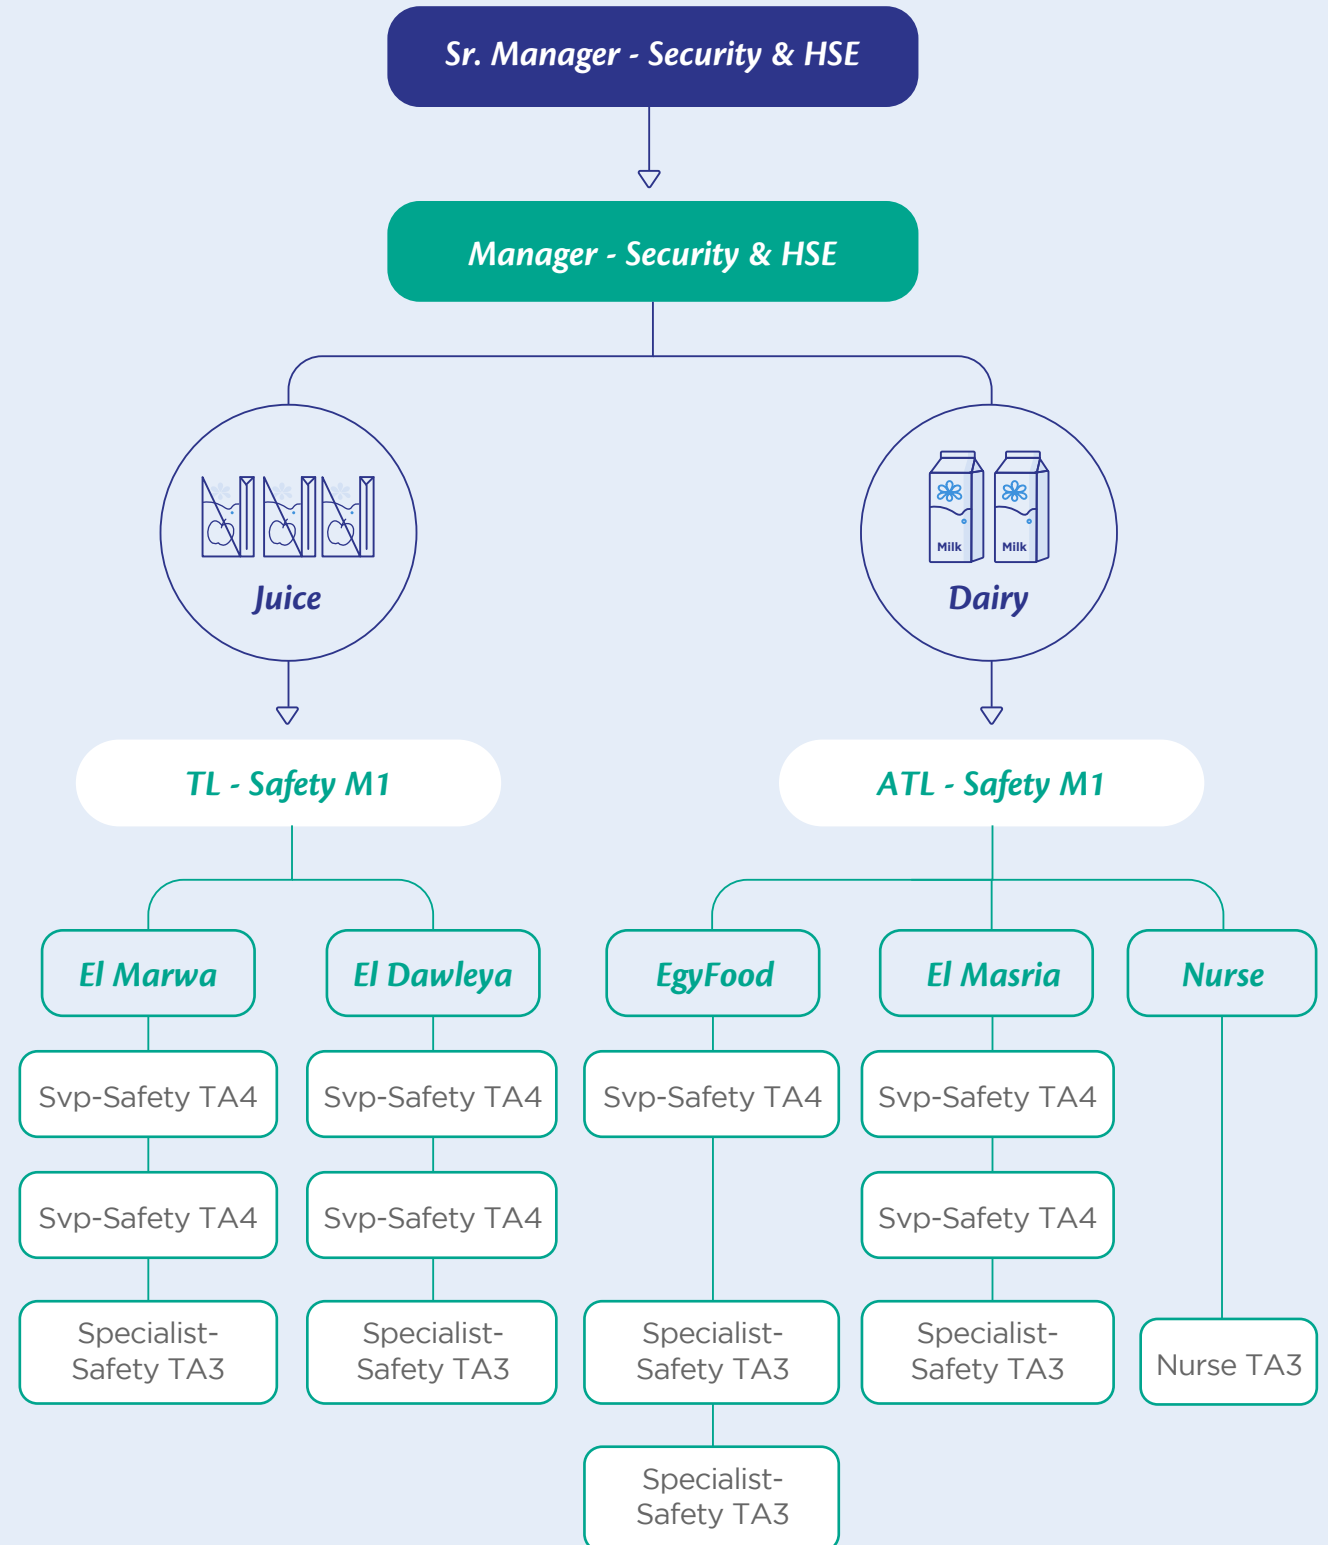 Sr. Manager - Security & HSE
Manager - Security & HSE
Juice
Milk Milk
Dairy
TL - Safety M1
ATL - Safety M1
El Marwa
El Dawleya
EgyFood
El Masria
Nurse
Svp-Safety TA4
Svp-Safety TA4
Svp-Safety TA4
Svp-Safety TA4
Svp-Safety TA4
Svp-Safety TA4
Svp-Safety TA4
Specialist-
Safety TA3
Specialist-
Safety TA3
Specialist-
Safety TA3
Specialist-
Safety TA3
Nurse TA3
Specialist-
Safety TA3